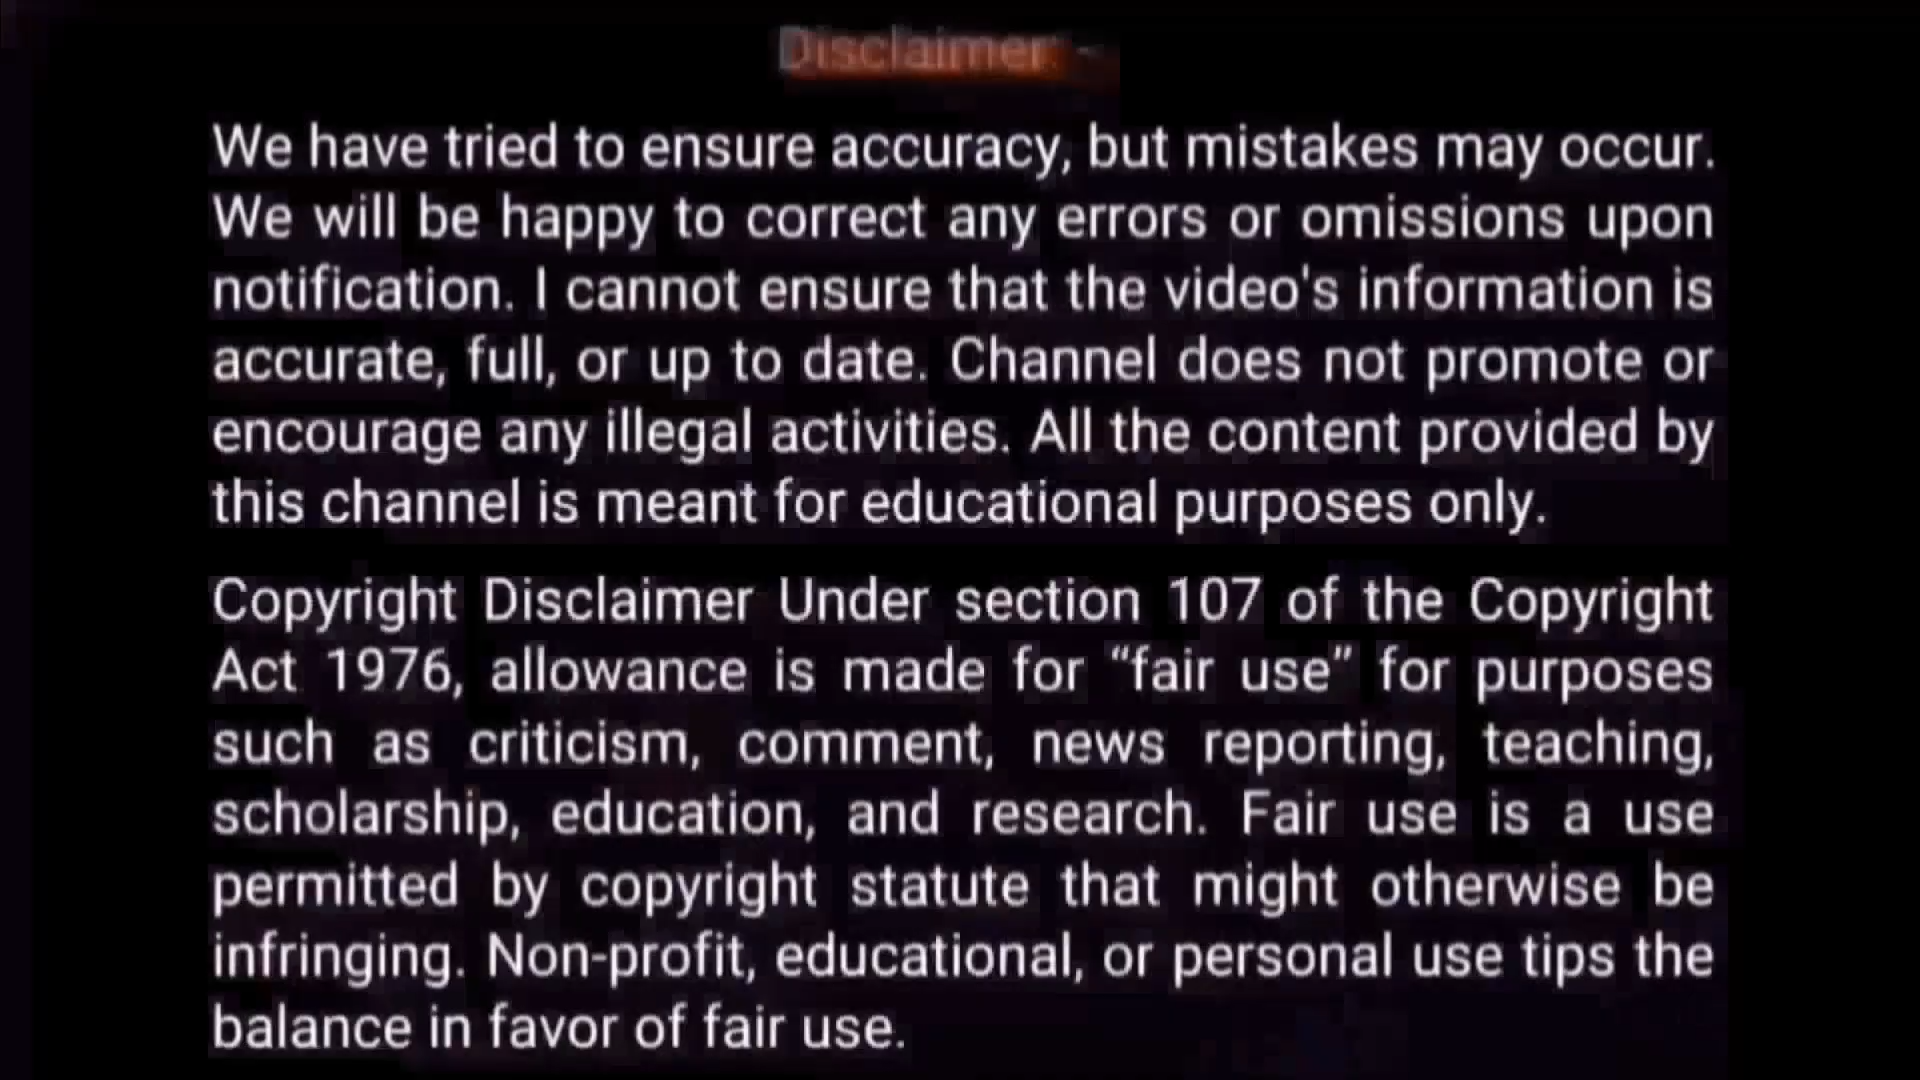 Disclaimer: -
We have tried to ensure accuracy, but mistakes may occur.
We will be happy to correct any errors or omissions upon
notification. I cannot ensure that the video's information is
accurate, full, or up to date. Channel does not promote or
encourage any illegal activities. All the content provided by
this channel is meant for educational purposes only.
Copyright Disclaimer Under section 107 of the Copyright
Act 1976, allowance is made for “fair use” for purposes
such as criticism, comment, news reporting, teaching,
scholarship, education, and research. Fair use is a use
permitted by copyright statute that might otherwise be
infringing. Non-profit, educational, or personal use tips the
balance in favor of fair use.